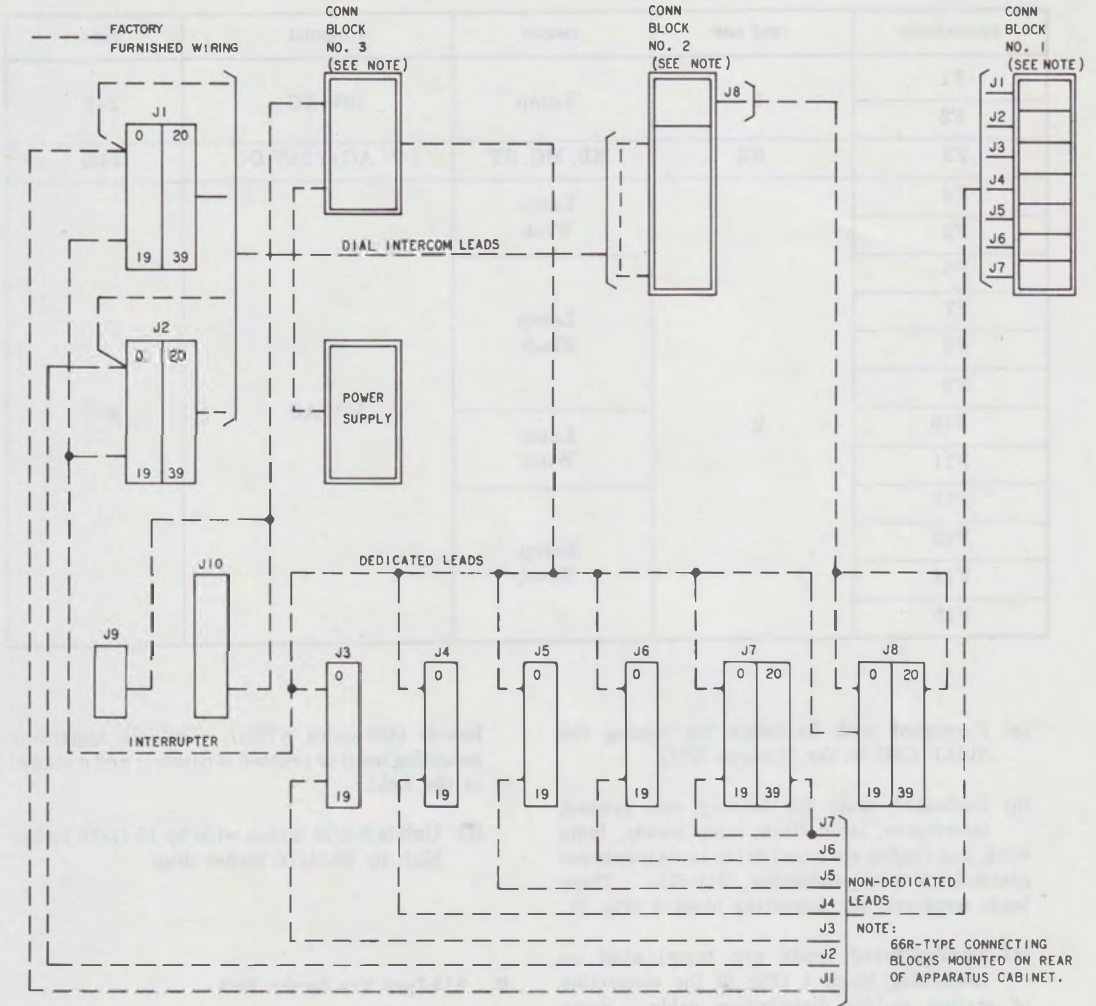 FACTORY
FURNISHED WIRING
CONN
BLOCK
NO. 3
(SEE NOTE)
CONN
BLOCK
NO. 2
(SEE NOTE)
CONN
BLOCK
NO. 1
(SEE NOTE)
J8
J1
J2
J3
J4
J5
J6
J7
J1
0 20
19 39
DIAL INTERCOM LEADS
J2
0 20
19 39
POWER
SUPPLY
DEDICATED LEADS
J10
J9
INTERRUPTER
J3
0
19
J4
0
19
J5
0
19
J6
0
19
J7
0 20
19 39
J8
0 20
19 39
J7
J6
J5
J4
J3
J2
J1
NON-DEDICATED
LEADS
NOTE:
66R-TYPE CONNECTING
BLOCKS MOUNTED ON REAR
OF APPARATUS CABINET.